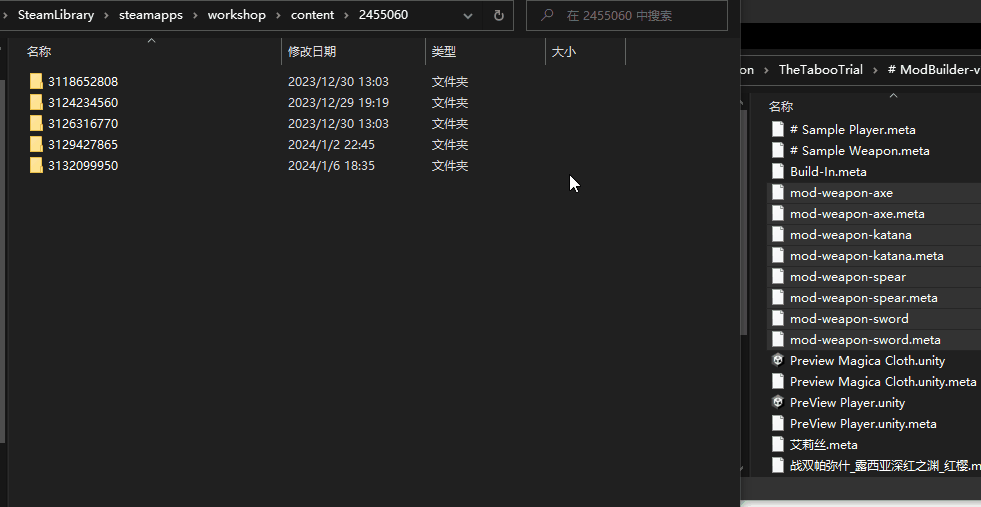 SteamLibrary > steamapps > workshop > content > 2455060
在 2455060 中搜索
名称 修改日期 类型 大小
3118652808 2023/12/30 13:03 文件夹
3124234560 2023/12/29 19:19 文件夹
3126316770 2023/12/30 13:03 文件夹
3129427865 2024/1/2 22:45 文件夹
3132099950 2024/1/6 18:35 文件夹
on > TheTabooTrial > # ModBuilder-v
名称
# Sample Player.meta
# Sample Weapon.meta
Build-In.meta
mod-weapon-axe
mod-weapon-axe.meta
mod-weapon-katana
mod-weapon-katana.meta
mod-weapon-spear
mod-weapon-spear.meta
mod-weapon-sword
mod-weapon-sword.meta
Preview Magica Cloth.unity
Preview Magica Cloth.unity.meta
PreView Player.unity
PreView Player.unity.meta
艾莉丝.meta
战双帕弥什_露西亚深红之渊_红樱.m